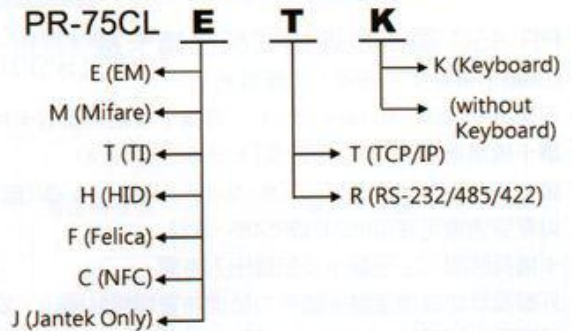 PR-75CL E T K
E (EM)
M (Mifare)
T (TI)
H (HID)
F (Felica)
C (NFC)
J (Jantek Only)
K (Keyboard)
(without
Keyboard)
T (TCP/IP)
R (RS-232/485/422)